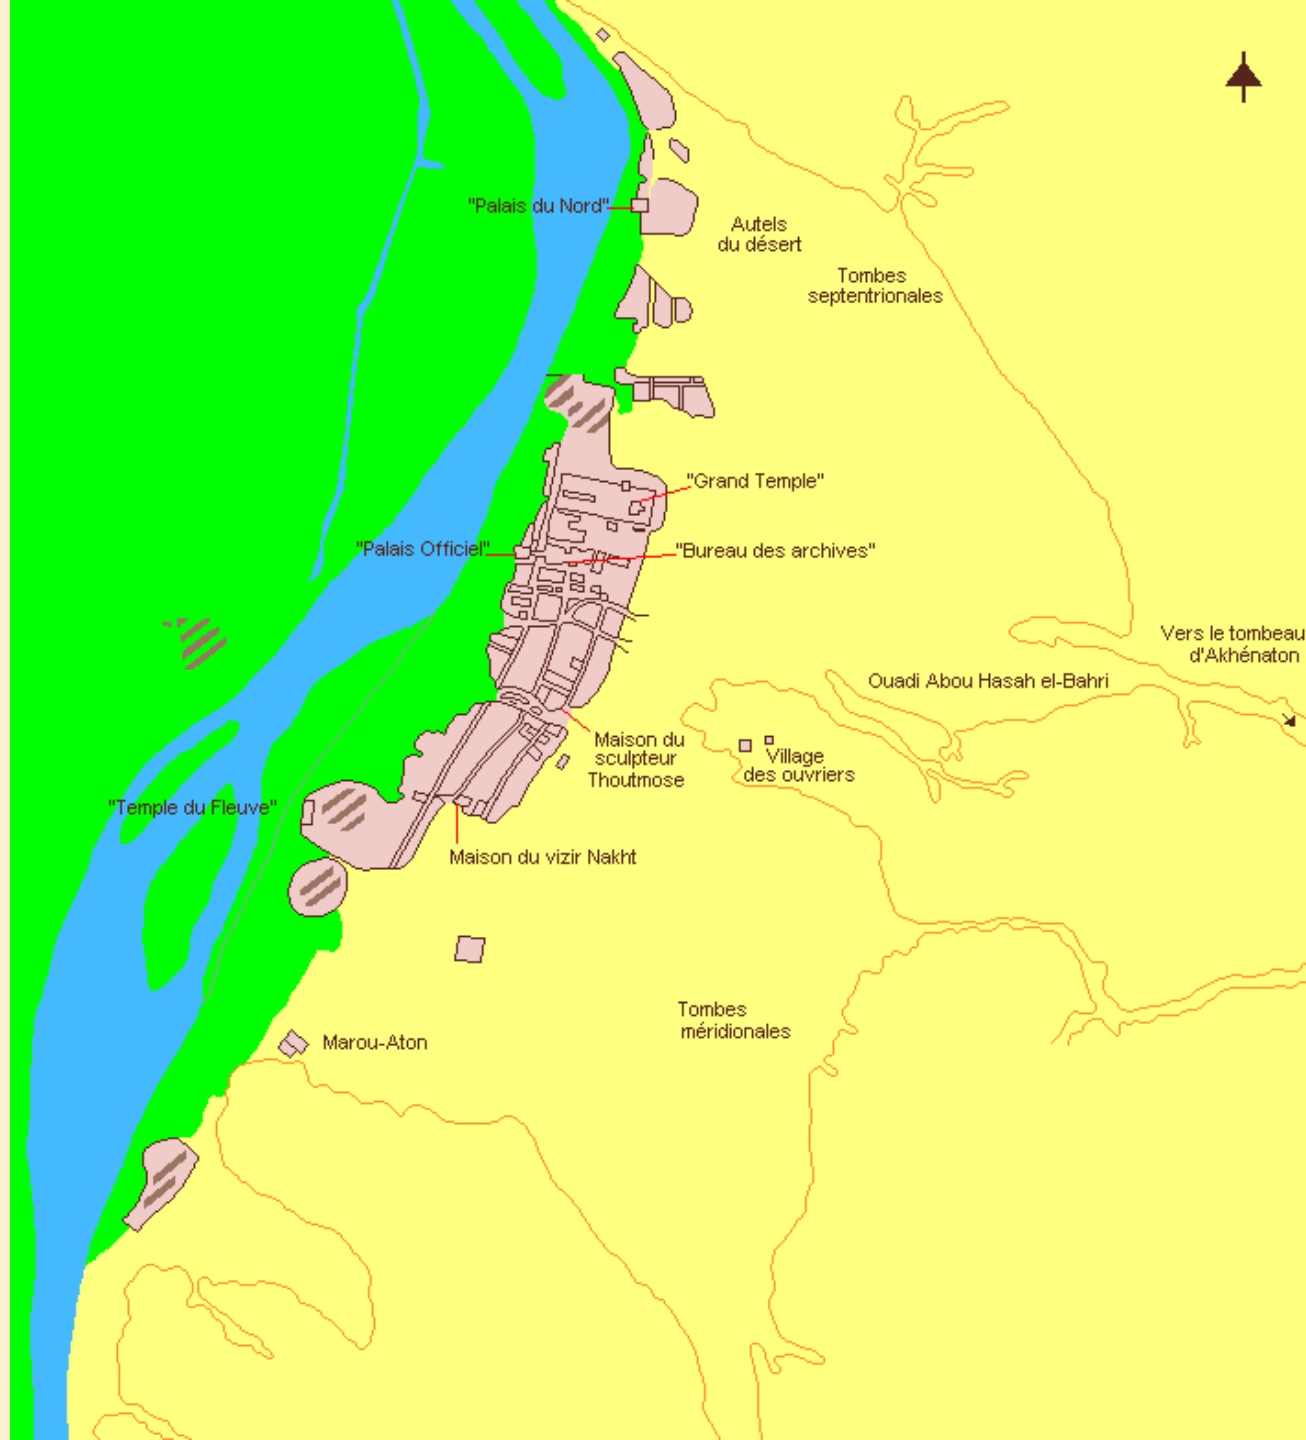 "Palais du Nord"
Autels
du désert
Tombes
septentrionales
"Grand Temple"
"Palais Officiel"
"Bureau des archives"
Vers le tombeau
d'Akhénaton
Ouadi Abou Hasah el-Bahri
Maison du
sculpteur
Thoutmose
Village
des ouvriers
"Temple du Fleuve"
Maison du vizir Nakht
Tombes
méridionales
Marou-Aton